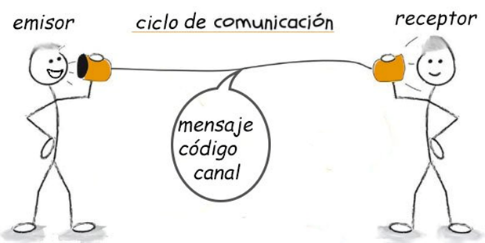 emisor
ciclo de comunicación
receptor
mensaje
código
canal